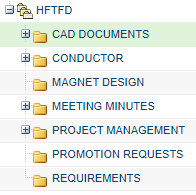 HFTFD
CAD DOCUMENTS
CONDUCTOR
MAGNET DESIGN
MEETING MINUTES
PROJECT MANAGEMENT
PROMOTION REQUESTS
REQUIREMENTS